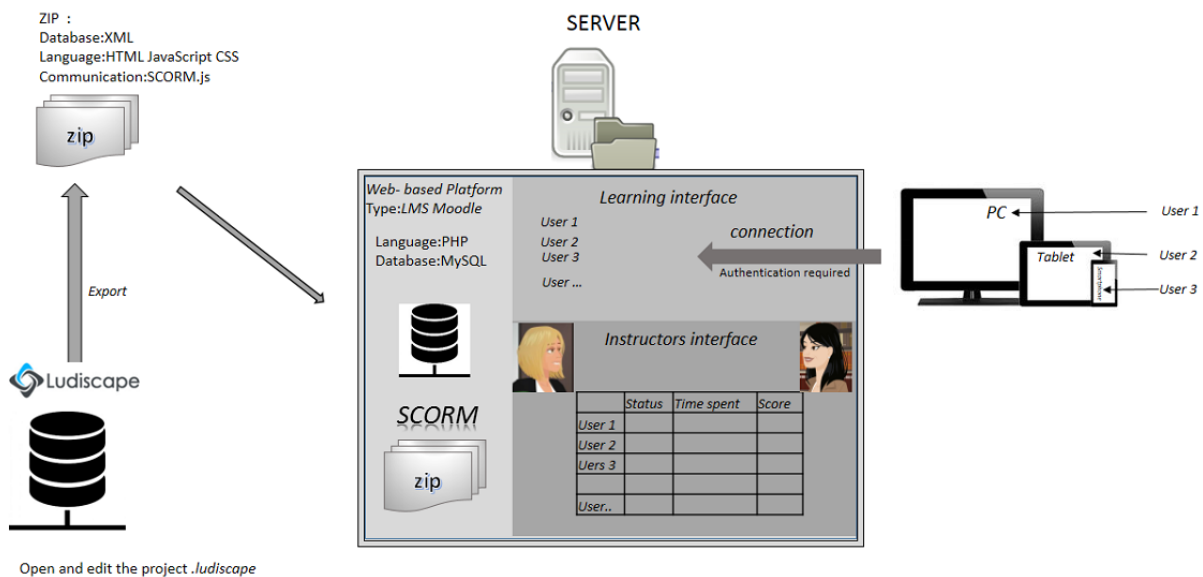 ZIP :
Database:XML
Language:HTML JavaScript CSS
Communication:SCORM.js
zip
Export
Ludiscape
Open and edit the project .ludiscape
SERVER
Web- based Platform
Type:LMS Moodle
Language:PHP
Database:MySQL
SCORM
zip
Learning interface
User 1
User 2
User 3
User ...
connection
Authentication required
Instructors interface
Status Time spent Score
User 1
User 2
Uers 3
User..
PC
Tablet
User 1
User 2
User 3